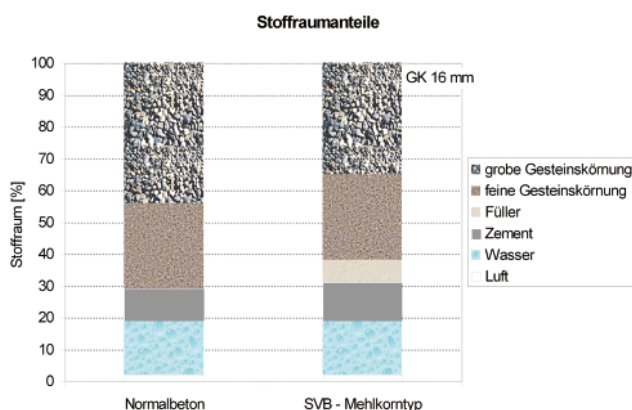 Stoffraumanteile
100
90
80
70
60
50
40
30
20
10
0
Stoffraum [%]
GK 16 mm
Normalbeton
SVB - Mehlkorntyp
grobe Gesteinskörnung
feine Gesteinskörnung
Füller
Zement
Wasser
Luft